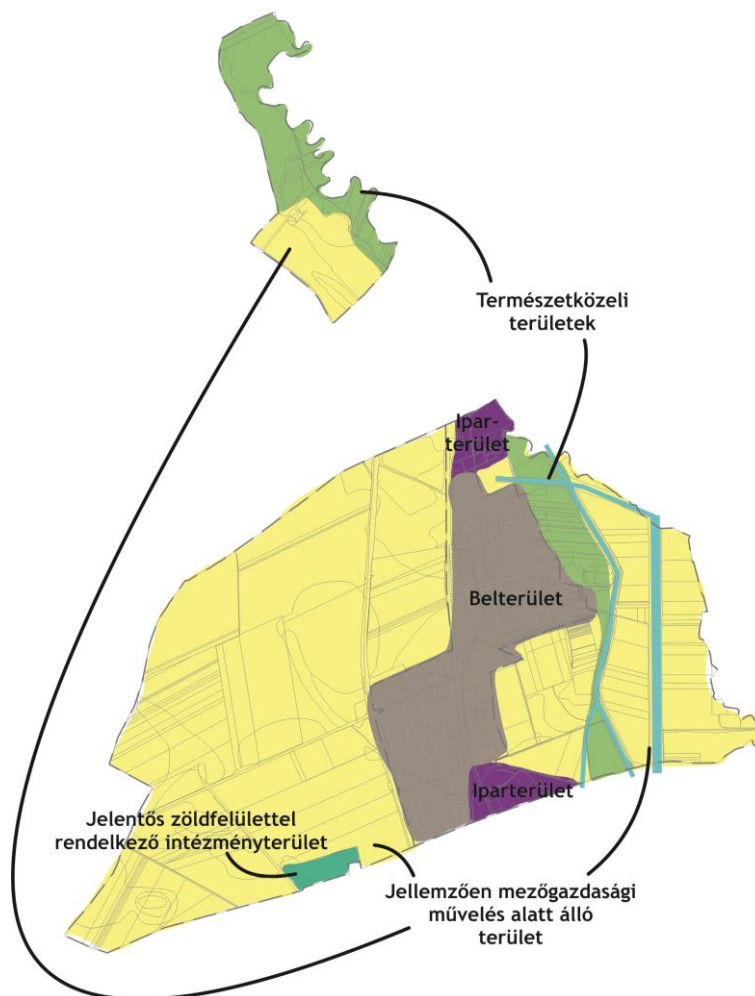 Természetközeli
területek
Ipar-
terület
Belterület
Iparterület
Jelentős zöldfelülettel
rendelkező intézményterület
Jellemzően mezőgazdasági
művelés alatt álló
terület